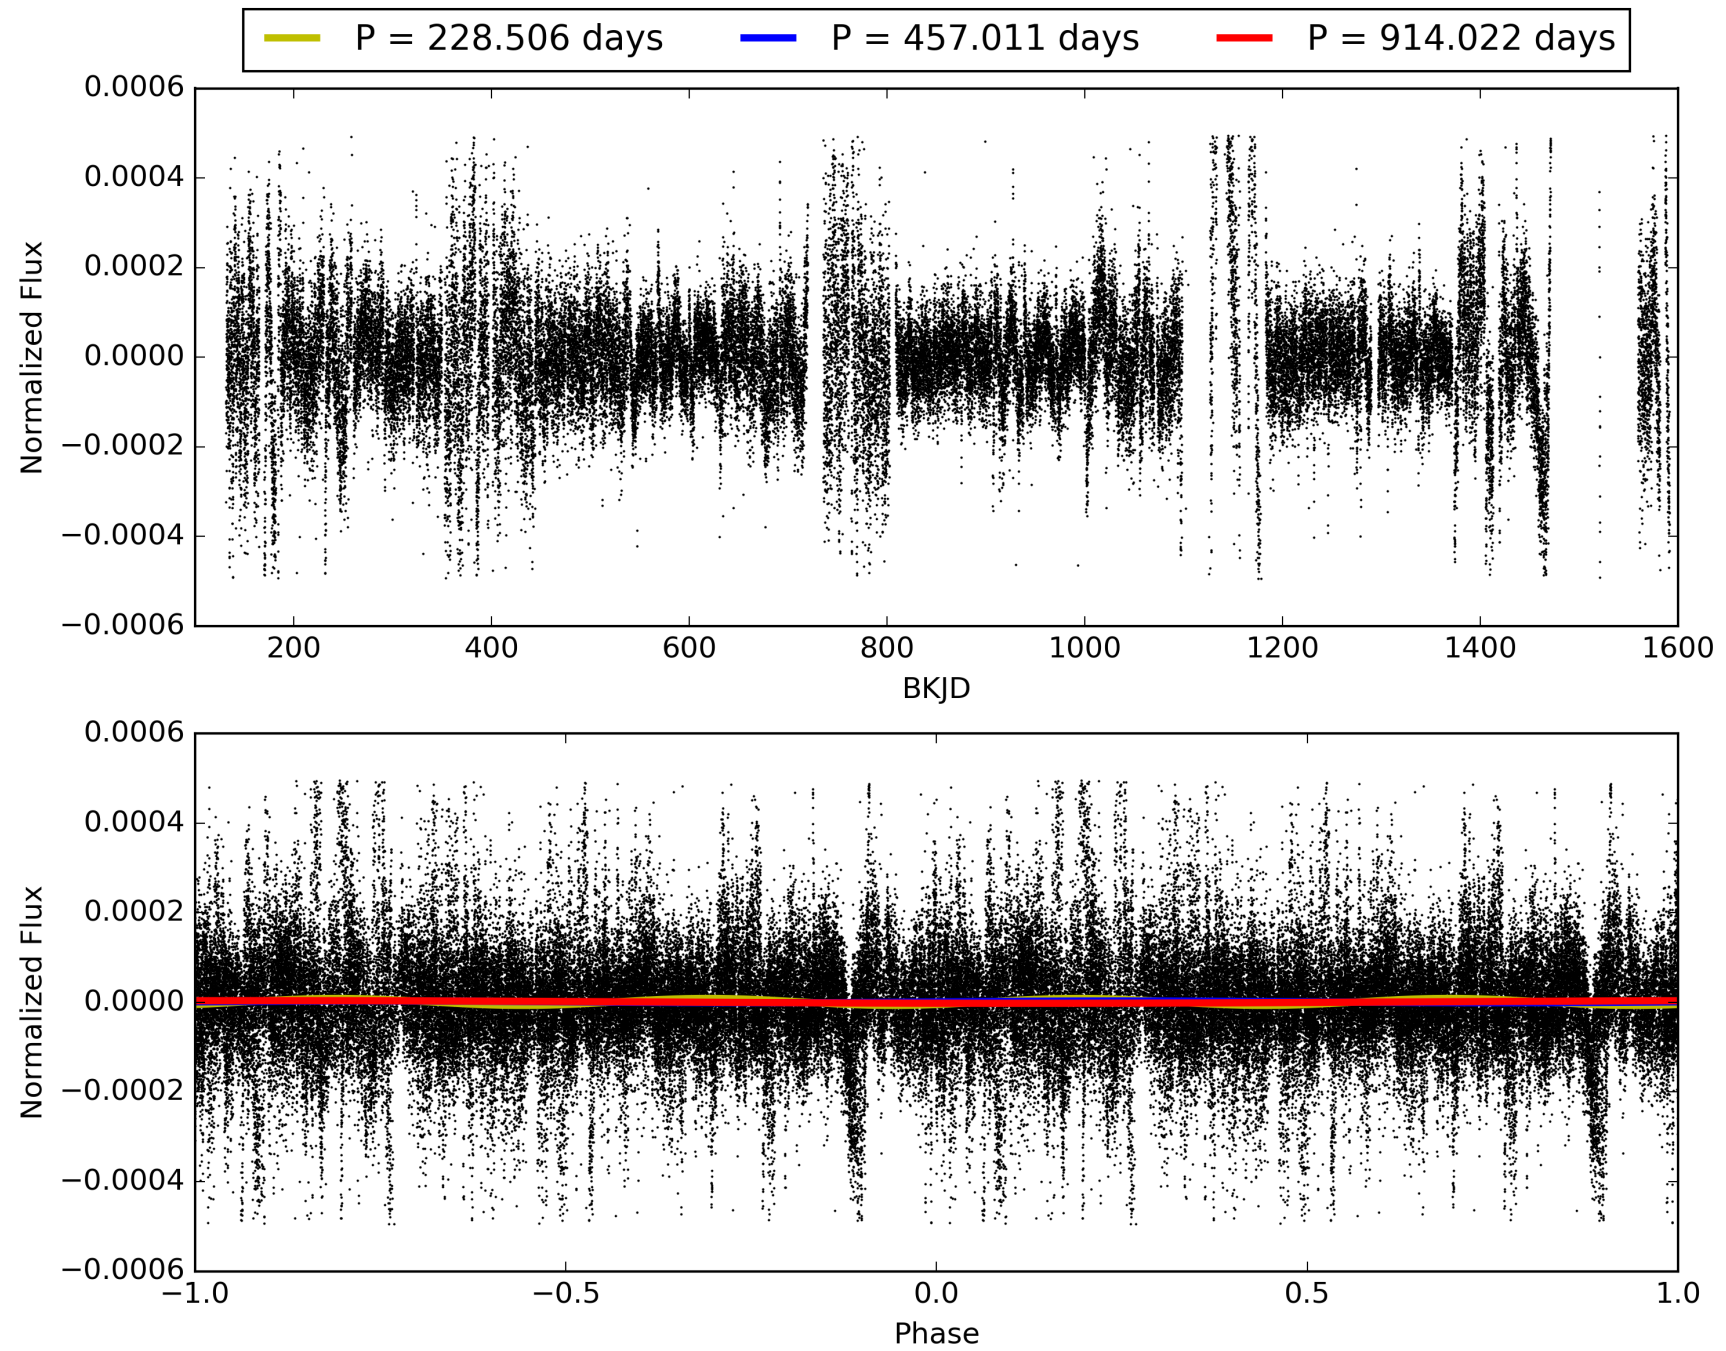 P = 228.506 days P = 457.011 days P = 914.022 days
0.0006
0.0004
0.0002
0.0000
−0.0002
−0.0004
−0.0006
Normalized Flux
200 400 600 800 1000 1200 1400 1600
BKJD
0.0006
0.0004
0.0002
0.0000
−0.0002
−0.0004
−0.0006
Normalized Flux
−1.0 −0.5 0.0 0.5 1.0
Phase